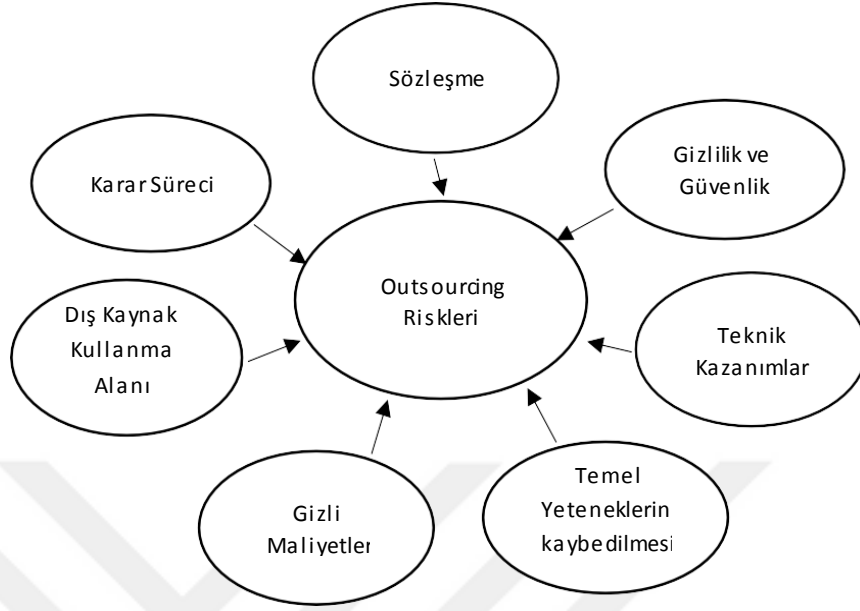 Sözleşme
Gizlilik ve
Güvenlik
Karar Süreci
Outsourcing
Riskleri
Dış Kaynak
Kullanma
Alanı
Teknik
Kazanımlar
Temel
Yeteneklerin
kaybedilmesi
Gizli
Maliyetler